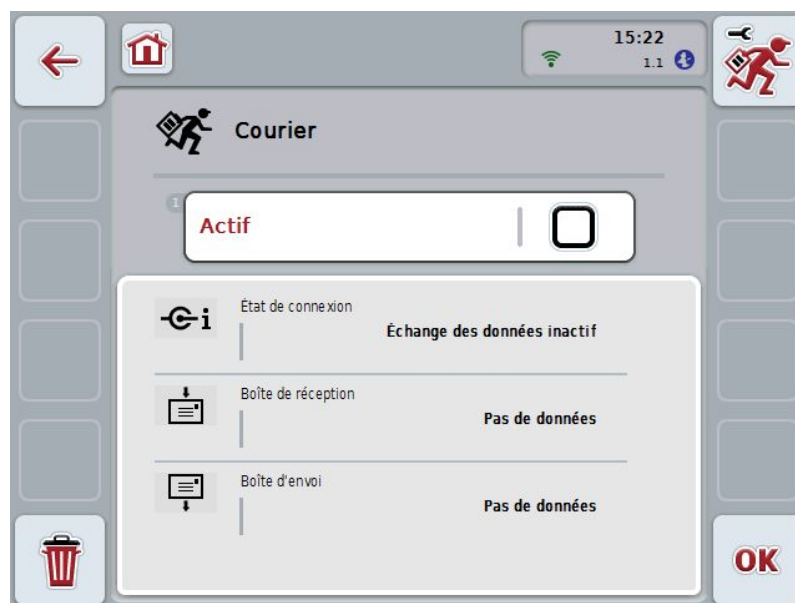 15:22
1.1
Courier
1
Actif
État de connexion
Échange des données inactif
Boîte de réception
Pas de données
Boîte d'envoi
Pas de données
OK